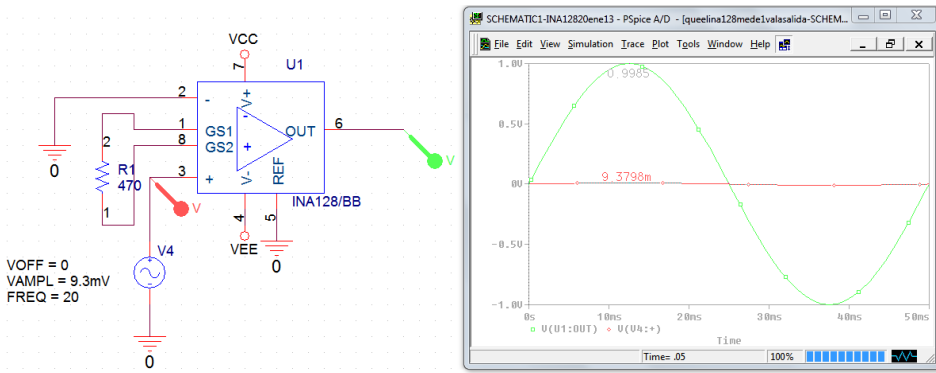 VCC
7
U1
2
-
V+
-
1
GS1
OUT
6
8
GS2
+
V
2
R1
470
1
3
+
V-
REF
V
INA128/BB
0
4
5
VEE
0
V4
VOFF = 0
VAMPL = 9.3mV
FREQ = 20
0
SCHEMATIC1-INA12820ene13 - PSpice A/D - [queelina128mede1valasalida-SCHEM...
File Edit View Simulation Trace Plot Tools Window Help
1.0V
0.9985
0.5V
0V
9.3798m
-0.5V
-1.0V
0s 10ms 20ms 30ms 40ms 50ms
V(U1:OUT) V(V4:+)
Time
Time= .05 100%